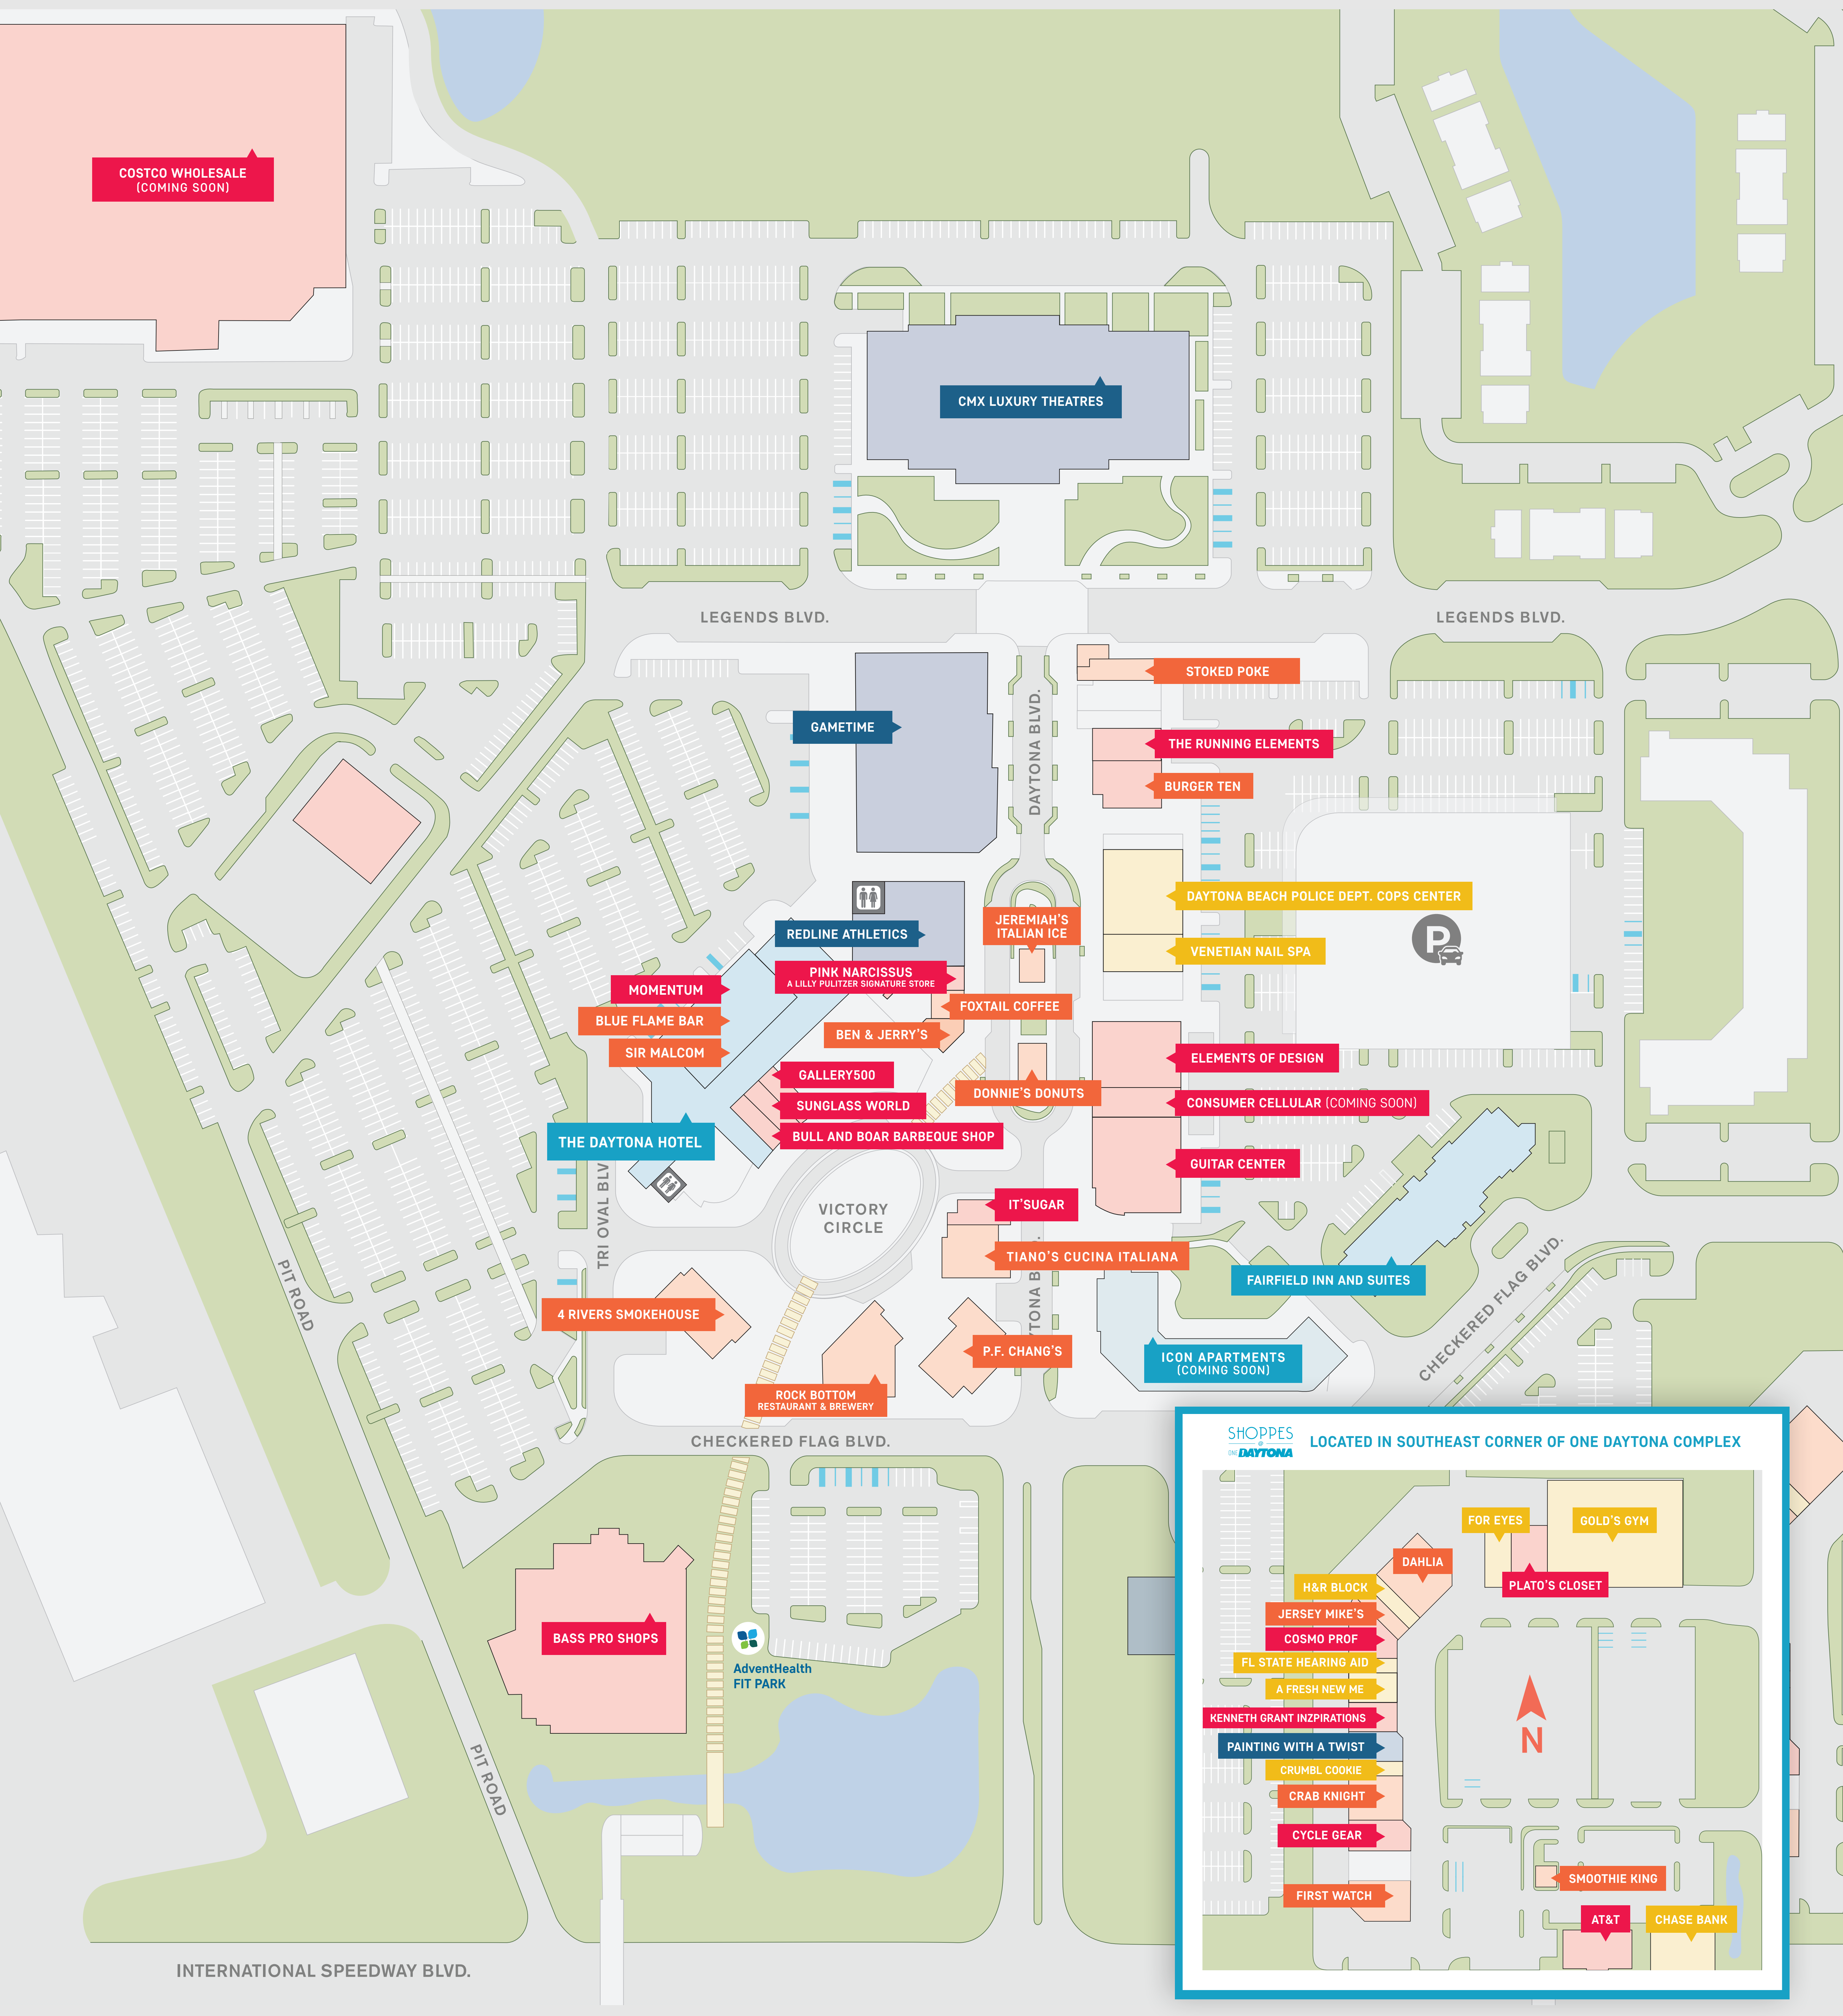 COSTCO WHOLESALE
(COMING SOON)
CMX LUXURY THEATRES
LEGENDS BLVD.
LEGENDS BLVD.
STOKED POKE
GAMETIME
DAYTONA BLVD.
THE RUNNING ELEMENTS
BURGER TEN
DAYTONA BEACH POLICE DEPT. COPS CENTER
JEREMIAH'S
ITALIAN ICE
REDLINE ATHLETICS
VENETIAN NAIL SPA
P
PINK NARCISSUS
A LILLY PULITZER SIGNATURE STORE
MOMENTUM
FOXTAIL COFFEE
BLUE FLAME BAR
BEN & JERRY'S
SIR MALCOM
ELEMENTS OF DESIGN
GALLERY500
DONNIE'S DONUTS
SUNGLASS WORLD
CONSUMER CELLULAR (COMING SOON)
BULL AND BOAR BARBEQUE SHOP
THE DAYTONA HOTEL
GUITAR CENTER
TRI OVAL BLV
VICTORY
CIRCLE
IT'SUGAR
TIANO'S CUCINA ITALIANA
YTONA B
FAIRFIELD INN AND SUITES
PIT ROAD
4 RIVERS SMOKEHOUSE
CHECKERED FLAG BLVD.
P.F. CHANG'S
ICON APARTMENTS
(COMING SOON)
ROCK BOTTOM
RESTAURANT & BREWERY
CHECKERED FLAG BLVD.
SHOPPES
@
ONE DAYTONA
LOCATED IN SOUTHEAST CORNER OF ONE DAYTONA COMPLEX
FOR EYES
GOLD'S GYM
DAHLIA
PLATO'S CLOSET
H&R BLOCK
JERSEY MIKE'S
COSMO PROF
FL STATE HEARING AID
A FRESH NEW ME
KENNETH GRANT INZPIRATIONS
PAINTING WITH A TWIST
N
CRUMBL COOKIE
CRAB KNIGHT
CYCLE GEAR
SMOOTHIE KING
FIRST WATCH
AT&T
CHASE BANK
BASS PRO SHOPS
AdventHealth
FIT PARK
PIT ROAD
INTERNATIONAL SPEEDWAY BLVD.